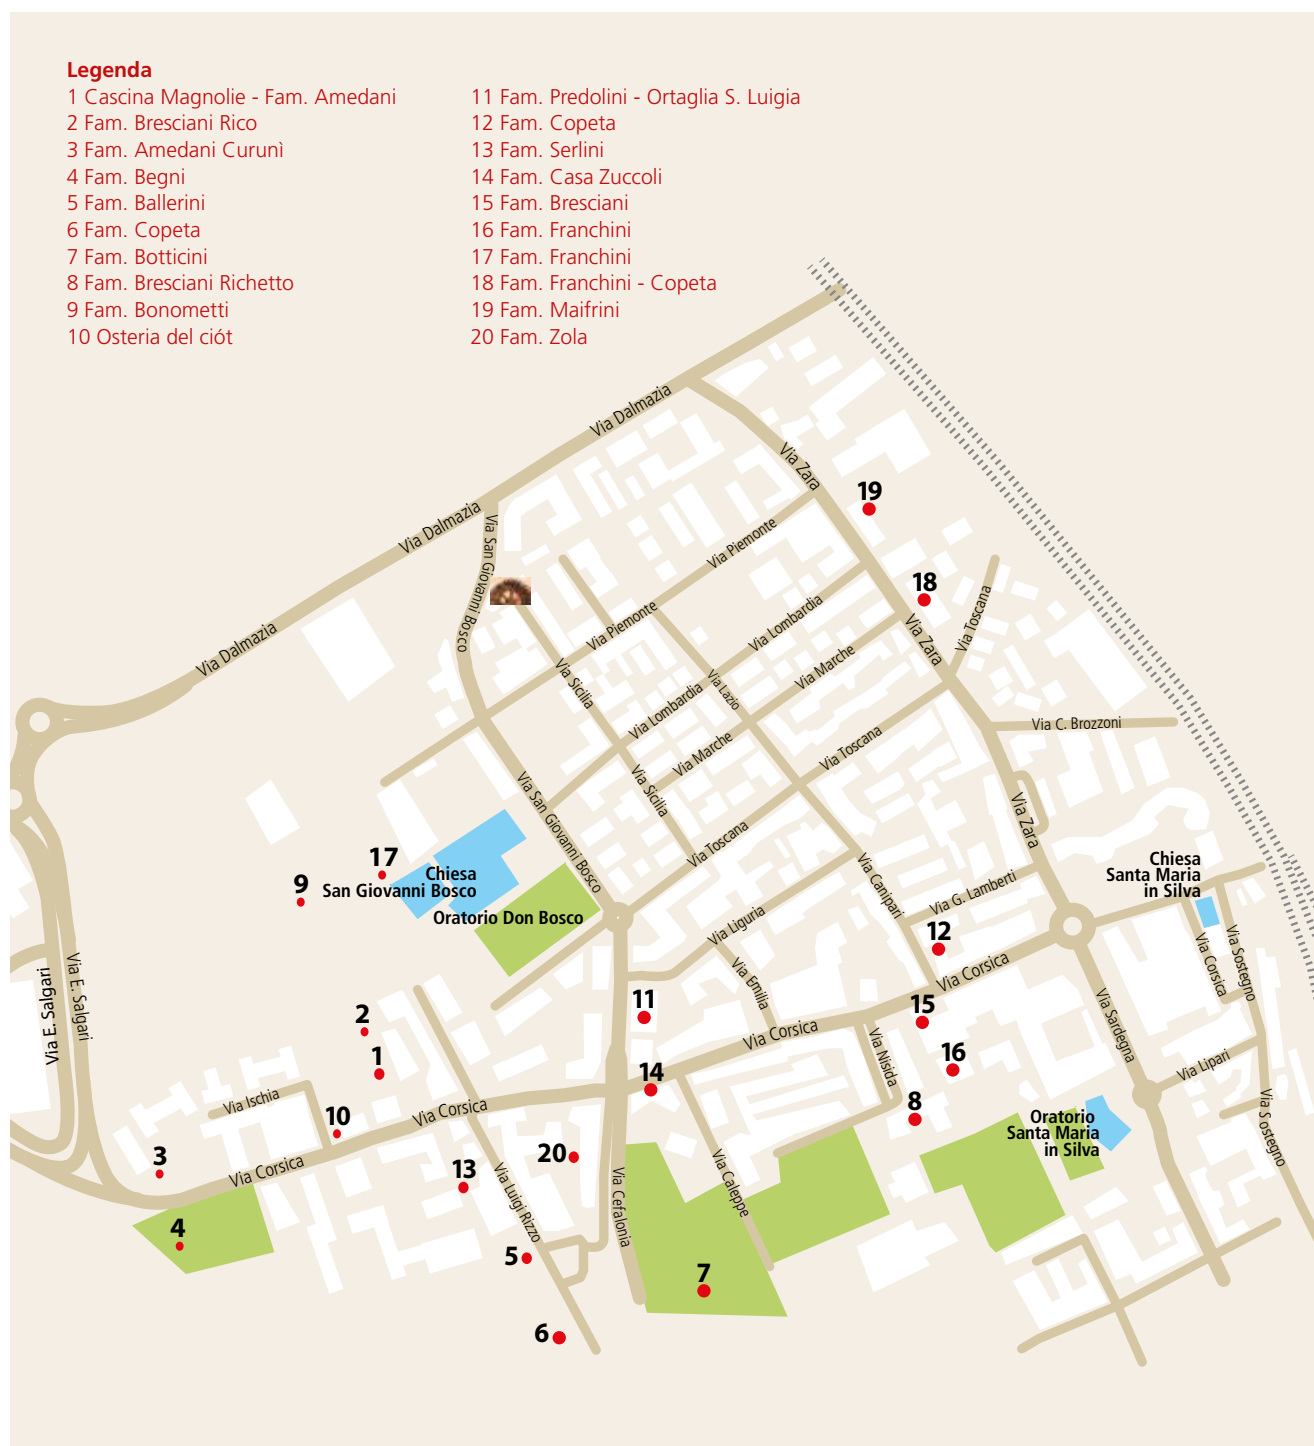 Legenda
1 Cascina Magnolie - Fam. Amedani
2 Fam. Bresciani Rico
3 Fam. Amedani Curunì
4 Fam. Begni
5 Fam. Ballerini
6 Fam. Copeta
7 Fam. Botticini
8 Fam. Bresciani Richetto
9 Fam. Bonometti
10 Osteria del ciót
11 Fam. Predolini - Ortaglia S. Luigia
12 Fam. Copeta
13 Fam. Serlini
14 Fam. Casa Zuccoli
15 Fam. Bresciani
16 Fam. Franchini
17 Fam. Franchini
18 Fam. Franchini - Copeta
19 Fam. Maifrini
20 Fam. Zola
Via Dalmazia
Via Zara
19
Via Dalmazia
Via San Giovanni Bosco
Via Piemonte
18
Via Toscana
Via Piemonte
Via Lombardia
Via Zara
Via Dalmazia
Via Sicilia
Via Lazio
Via Marche
Via Lombardia
Via C. Brozzoni
Via Marche
Via Toscana
Via Sicilia
Via San Giovanni Bosco
Via Zara
Via Toscana
17
Chiesa
San Giovanni Bosco
9
Oratorio Don Bosco
Chiesa
Santa Maria
in Silva
Via Canipari
Via G. Lamberti
Via Liguria
12
Via Corsica
Via Emilia
Via Corsica
Via Sostegno
Via E. Salgari
Via E. Salgari
2
11
15
Via Sardegna
Via Corsica
Via Nisida
1
14
16
Via Lipari
Via Ischia
10
Via Corsica
8
Oratorio
Santa Maria
in Silva
Via Sostegno
3
Via Corsica
13
20
Via Luigi Rizzo
Via Cefalonia
Via Caleppe
4
5
7
6